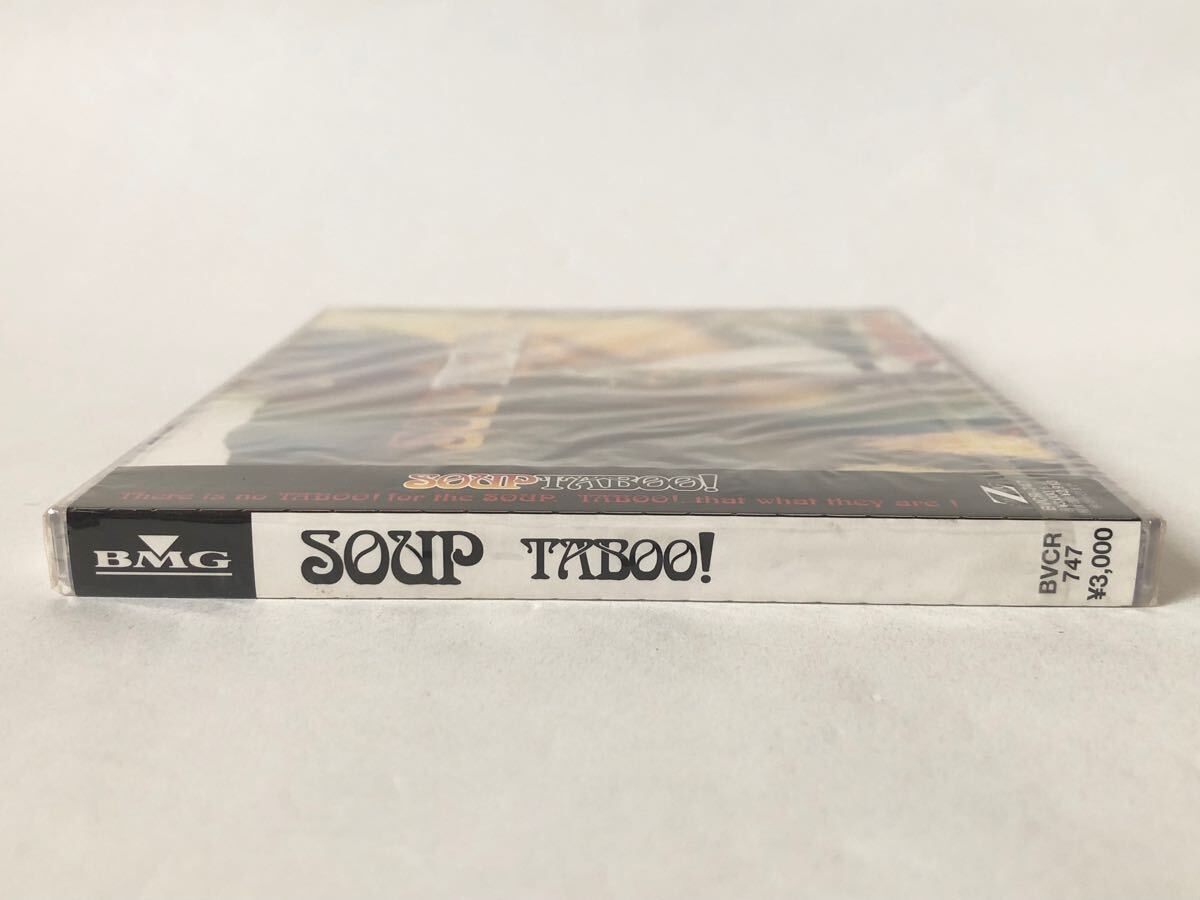 SOUP TABOO!
There is no TABOO! for the SOUP. TABOO!...that what they are !
Z
BMG
SOUP TABOO!
BVCR
747
¥3,000